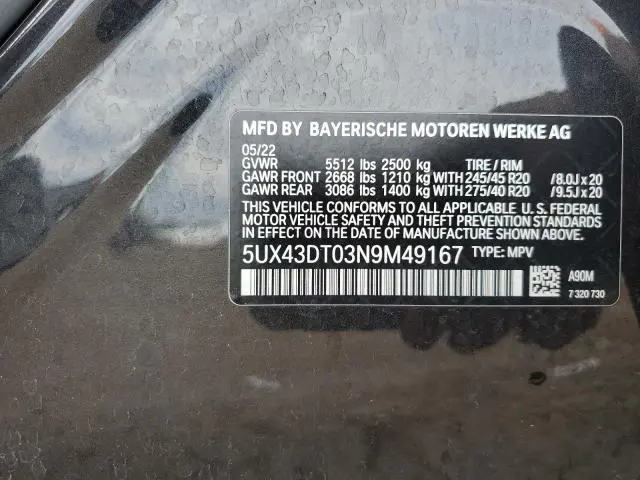 MFD BY BAYERISCHE MOTOREN WERKE AG
05/22
GVWR 5512 lbs 2500 kg TIRE / RIM
GAWR FRONT 2668 lbs 1210 kg WITH 245/45 R20 /8.0J x 20
GAWR REAR 3086 lbs 1400 kg WITH 275/40 R20 /9.5J x 20
THIS VEHICLE CONFORMS TO ALL APPLICABLE U. S. FEDERAL
MOTOR VEHICLE SAFETY, BUMPER, AND THEFT PREVENTION STANDARDS
IN EFFECT ON THE DATE OF MANUFACTURE SHOWN ABOVE.
5UX43DT03N9M49167 TYPE: MPV
A90M
7 320 730